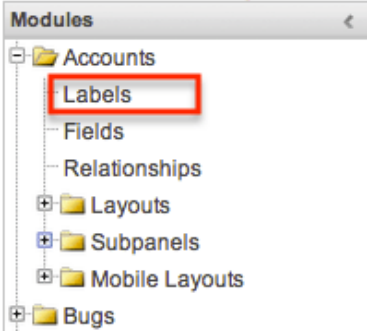 Modules
Accounts
Labels
Fields
Relationships
Layouts
Subpanels
Mobile Layouts
Bugs